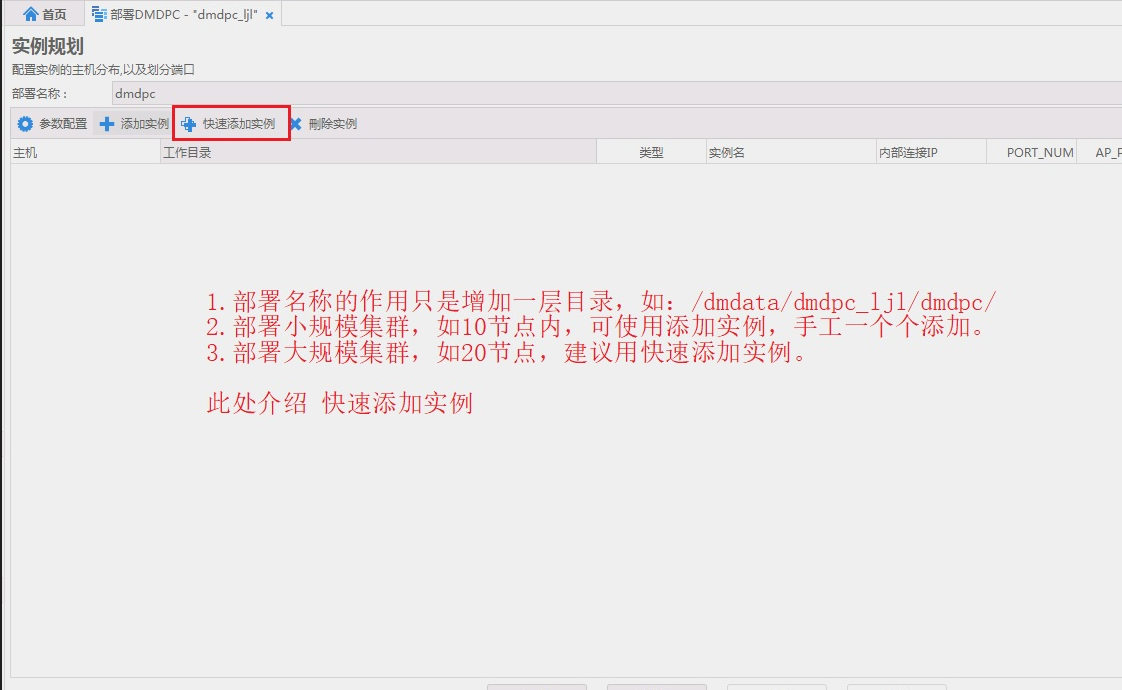 首页
部署DMDPC - "dmdpc_ljl"
实例规划
配置实例的主机分布,以及划分端口
部署名称：
dmdpc
参数配置
添加实例
快速添加实例
删除实例
主机
工作目录
类型
实例名
内部连接IP
PORT_NUM
1.部署名称的作用只是增加一层目录，如：/dmdata/dmdpc_ljl/dmdpc/
2.部署小规模集群，如10节点内，可使用添加实例，手工一个个添加。
3.部署大规模集群，如20节点，建议用快速添加实例。
此处介绍 快速添加实例